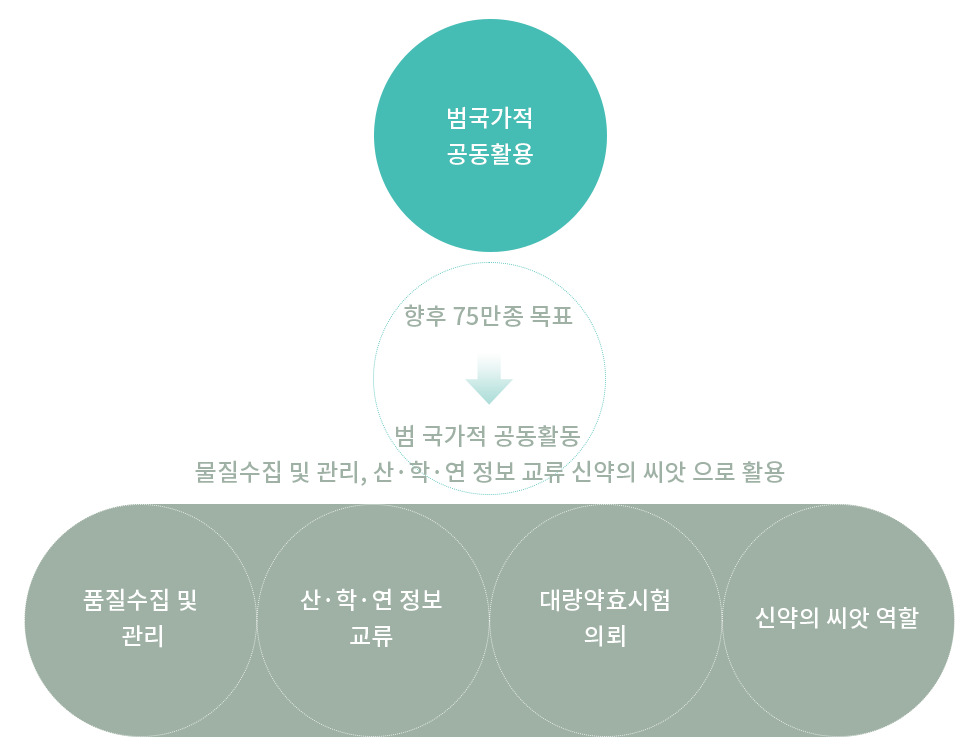 범국가적
공동활용
향후 75만종 목표
범 국가적 공동활동
물질수집 및 관리, 산·학·연 정보 교류 신약의 씨앗 으로 활용
품질수집 및
관리
산·학·연 정보
교류
대량약효시험
의뢰
신약의 씨앗 역할